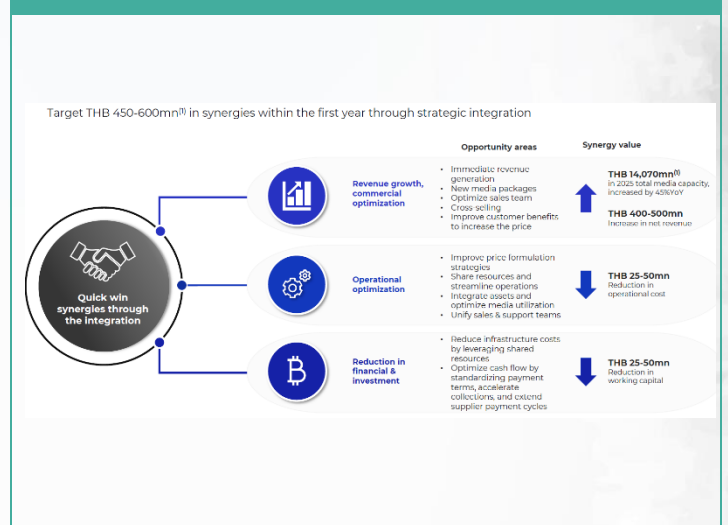 Target THB 450-600mn(1) in synergies within the first year through strategic integration
Opportunity areas
Synergy value
Quick win
synergies through
the integration
Revenue growth,
commercial
optimization
• Immediate revenue
generation
• New media packages
• Optimize sales team
• Cross-selling
• Improve customer benefits
to increase the price
THB 14,070mn(1)
in 2025 total media capacity,
increased by 45%YoY
THB 400-500mn
Increase in net revenue
Operational
optimization
• Improve price formulation
strategies
• Share resources and
streamline operations
• Integrate assets and
optimize media utilization
• Unify sales & support teams
THB 25-50mn
Reduction in
operational cost
Reduction in
financial &
investment
• Reduce infrastructure costs
by leveraging shared
resources
• Optimize cash flow by
standardizing payment
terms, accelerate
collections, and extend
supplier payment cycles
THB 25-50mn
Reduction in
working capital